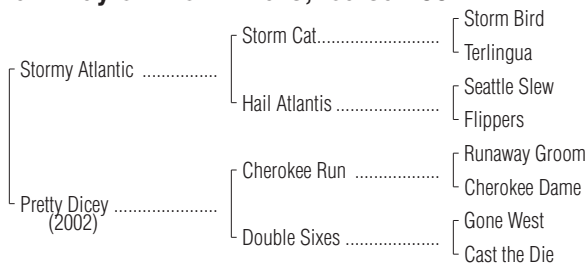 Storm Bird
Storm Cat....................
Terlingua
Stormy Atlantic ................
Seattle Slew
Hail Atlantis ......................
Flippers
Runaway Groom
Cherokee Run ..................
Cherokee Dame
Pretty Dicey ......................
(2002)
Gone West
Double Sixes ....................
Cast the Die